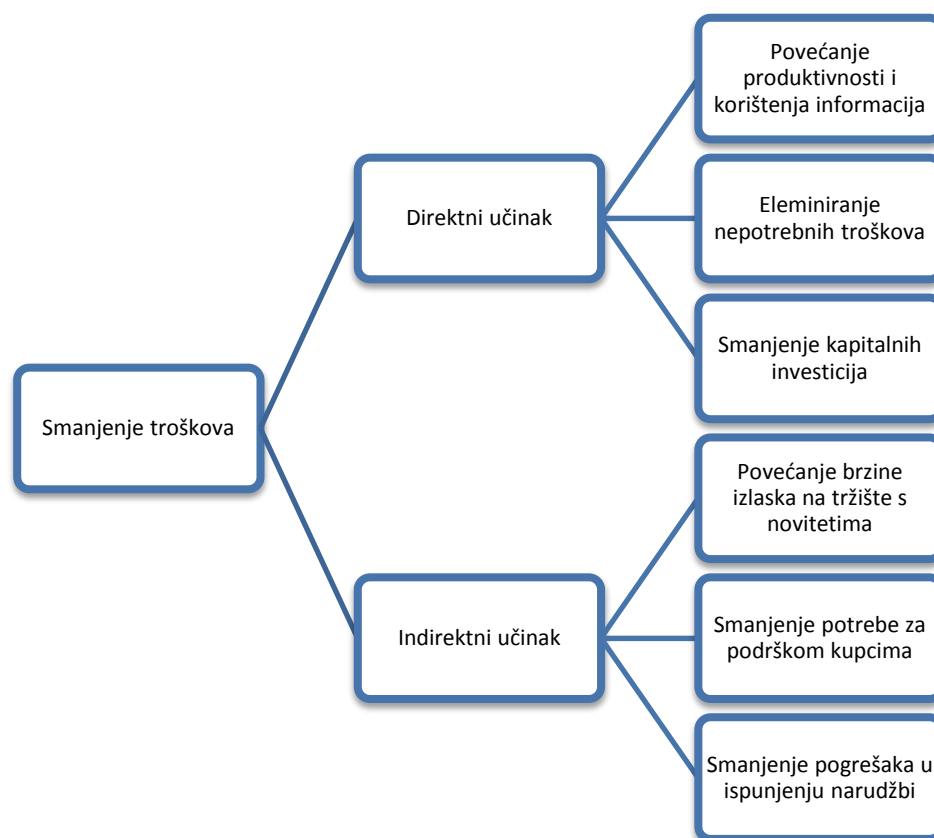 Povećanje
produktivnosti i
korištenja informacija
Direktni učinak
Eleminiranje
nepotrebnih troškova
Smanjenje kapitalnih
investicija
Smanjenje troškova
Povećanje brzine
izlaska na tržište s
novitetima
Indirektni učinak
Smanjenje potrebe za
podrškom kupcima
Smanjenje pogrešaka u
ispunjenju narudžbi